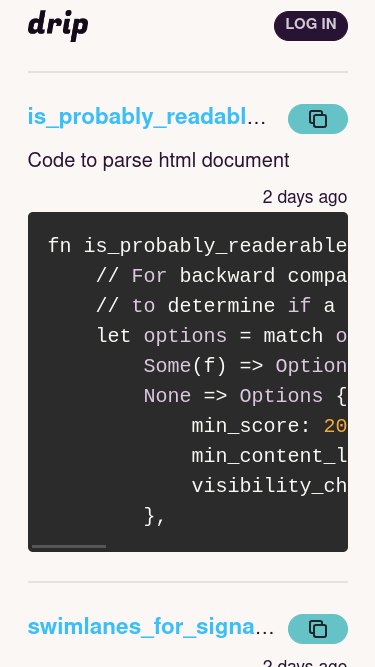 drip
LOG IN
is_probably_readabl...
Code to parse html document
2 days ago
fn is_probably_readerable
// For backward compa
// to determine if a
let options = match o
Some(f) => Option
None => Options {
min_score: 20
min_content_l
visibility_ch
},
swimlanes_for_signa...
2 days ago